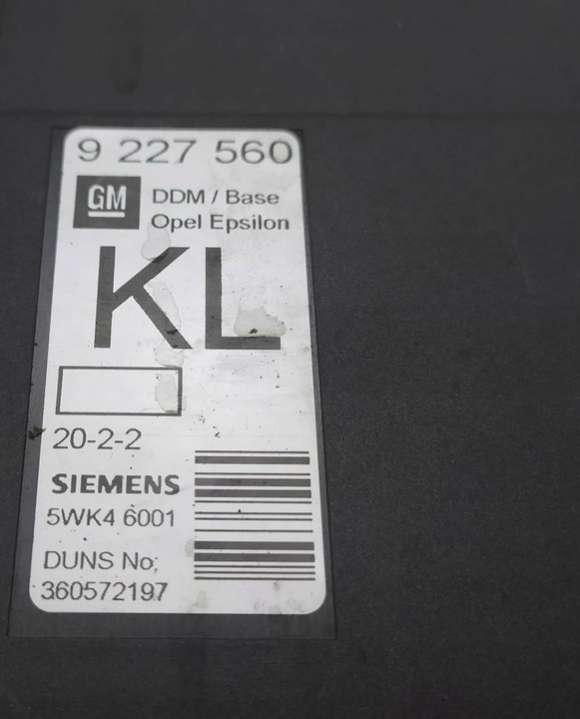 9 227 560
GM DDM / Base
Opel Epsilon
KL
20-2-2
SIEMENS
5WK4 6001
DUNS No:
360572197